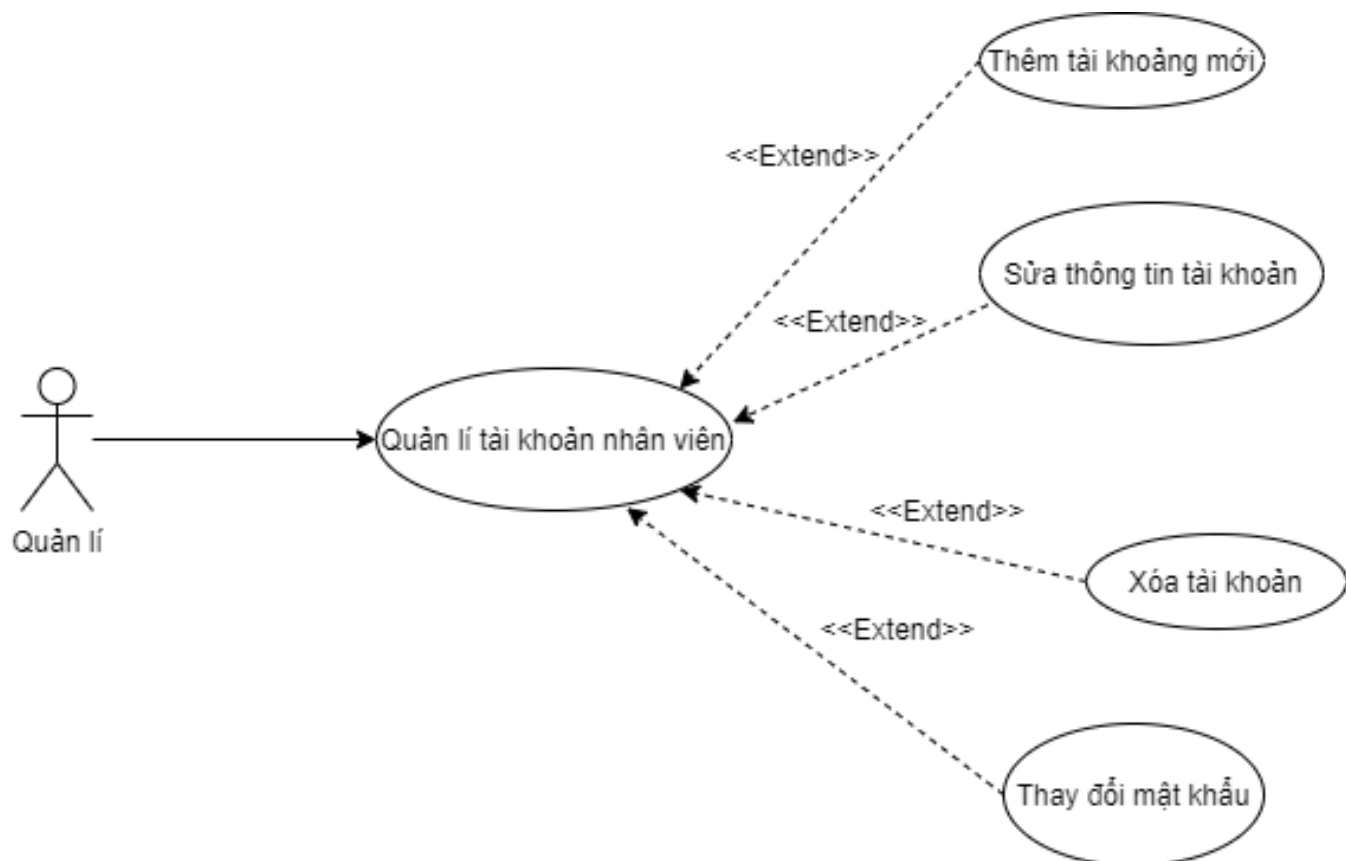 Thêm tài khoảng mới
<<Extend>>
Sửa thông tin tài khoản
<<Extend>>
Quản lí tài khoản nhân viên
<<Extend>>
Quản lí
Xóa tài khoản
<<Extend>>
Thay đổi mật khẩu